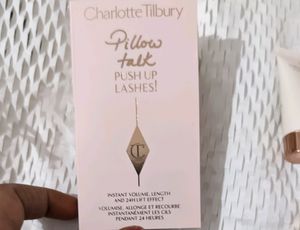 Charlotte Tilbury
Pillow
talk
PUSH UP
LASHES!
CT
INSTANT VOLUME, LENGTH
AND 24H LIFT EFFECT
VOLUMISE, ALLONGE ET RECOURBE
INSTANTANÉMENT LES CILS
PENDANT 24 HEURES